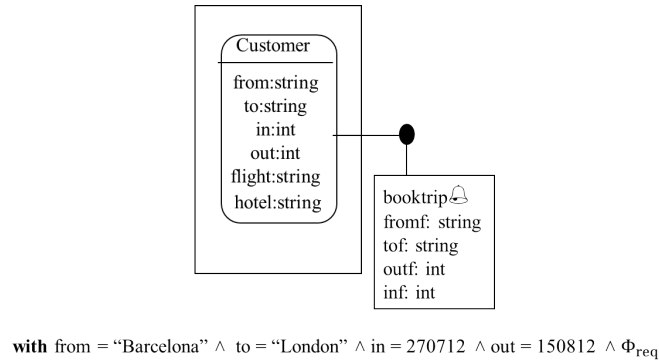 Customer
from:string
to:string
in:int
out:int
flight:string
hotel:string
booktrip
fromf: string
tof: string
outf: int
inf: int
with from = “Barcelona” ∧ to = “London” ∧ in = 270712 ∧ out = 150812 ∧ Φreq